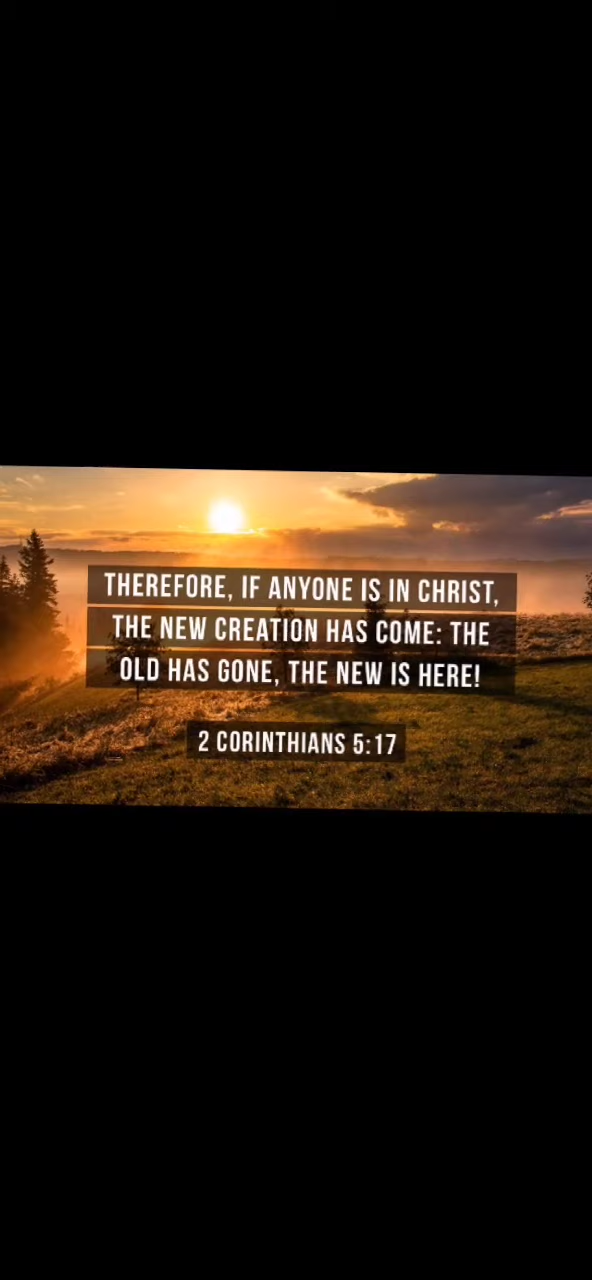 THEREFORE, IF ANYONE IS IN CHRIST,
THE NEW CREATION HAS COME: THE
OLD HAS GONE, THE NEW IS HERE!
2 CORINTHIANS 5:17